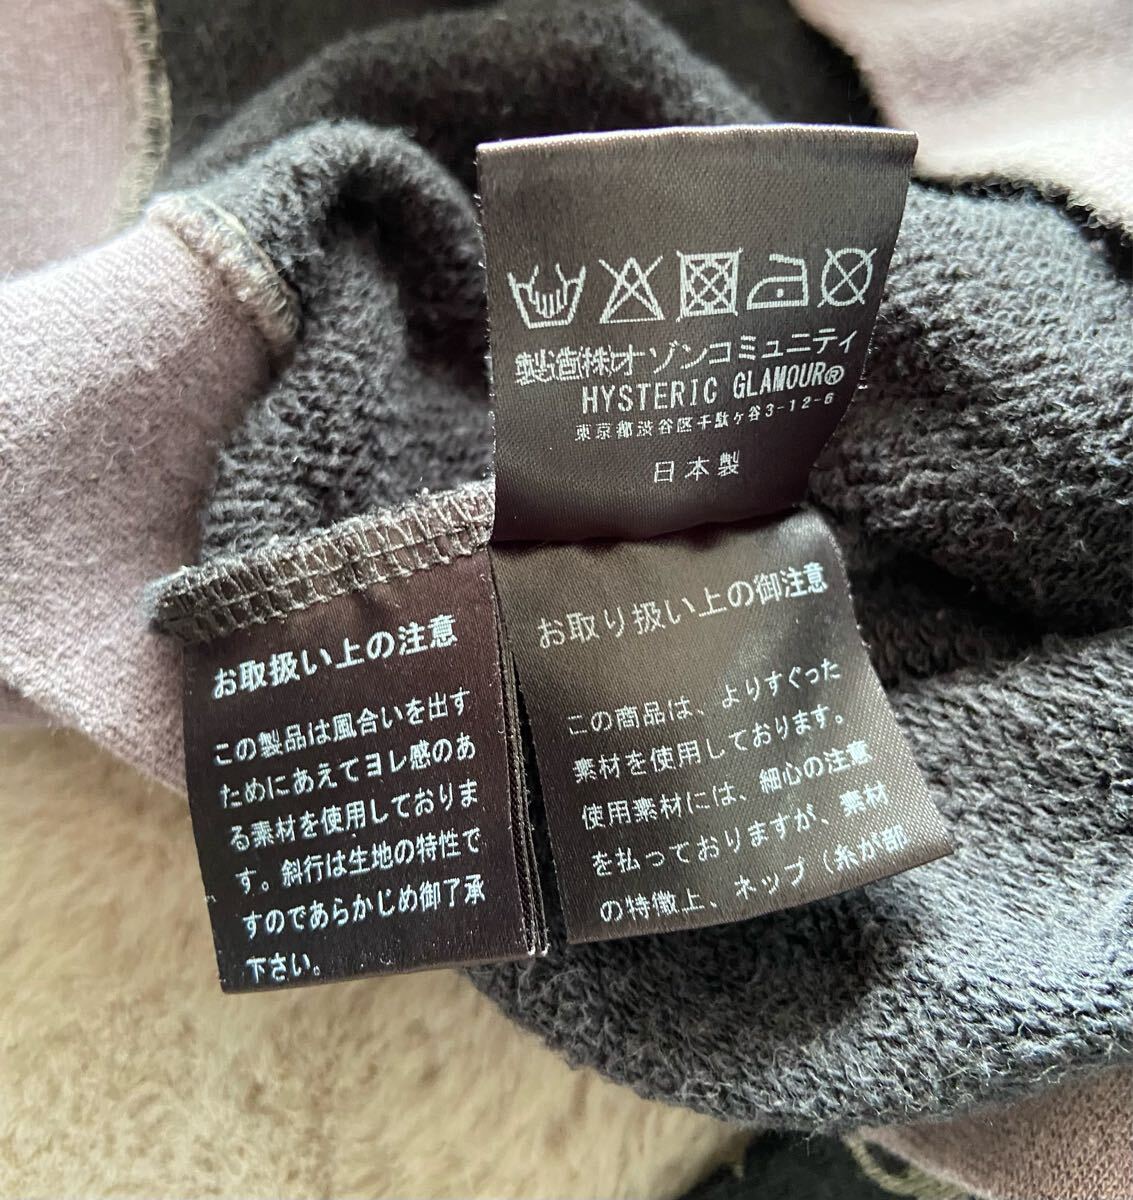 製造(株)オゾンコミュニティ
HYSTERIC GLAMOUR®
東京都渋谷区千駄ヶ谷3-12-6
日本製
お取扱い上の注意
この製品は風合いを出す
ためにあえてヨレ感のあ
る素材を使用しておりま
す。斜行は生地の特性で
すのであらかじめ御了承
下さい。
お取り扱い上の御注意
この商品は、よりすぐった
素材を使用しております。
使用素材には、細心の注意
を払っておりますが、素材
の特徴上、ネップ（糸が部